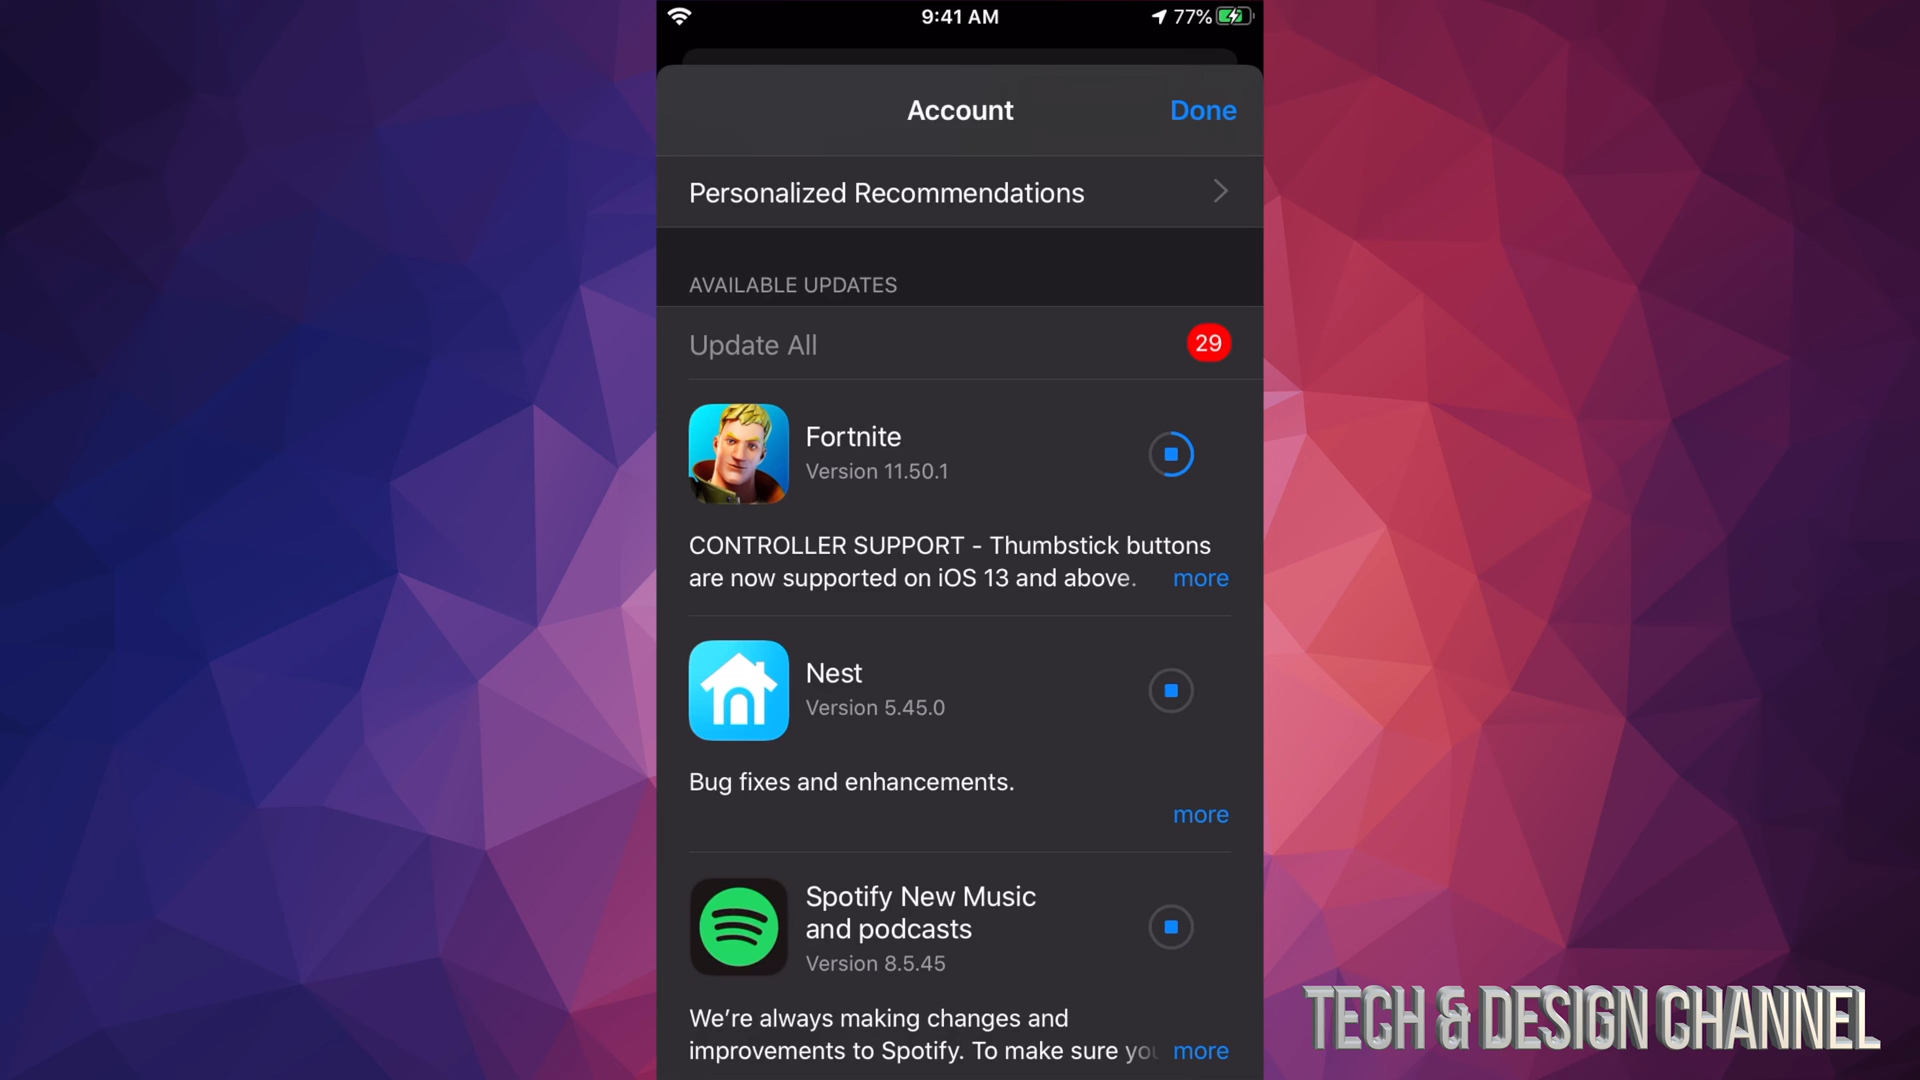 9:41 AM
77%
Account
Done
Personalized Recommendations
AVAILABLE UPDATES
Update All
29
Fortnite
Version 11.50.1
CONTROLLER SUPPORT - Thumbstick buttons
are now supported on iOS 13 and above.
more
Nest
Version 5.45.0
Bug fixes and enhancements.
more
Spotify New Music
and podcasts
Version 8.5.45
We’re always making changes and
improvements to Spotify. To make sure you
more
TECH & DESIGN CHANNEL